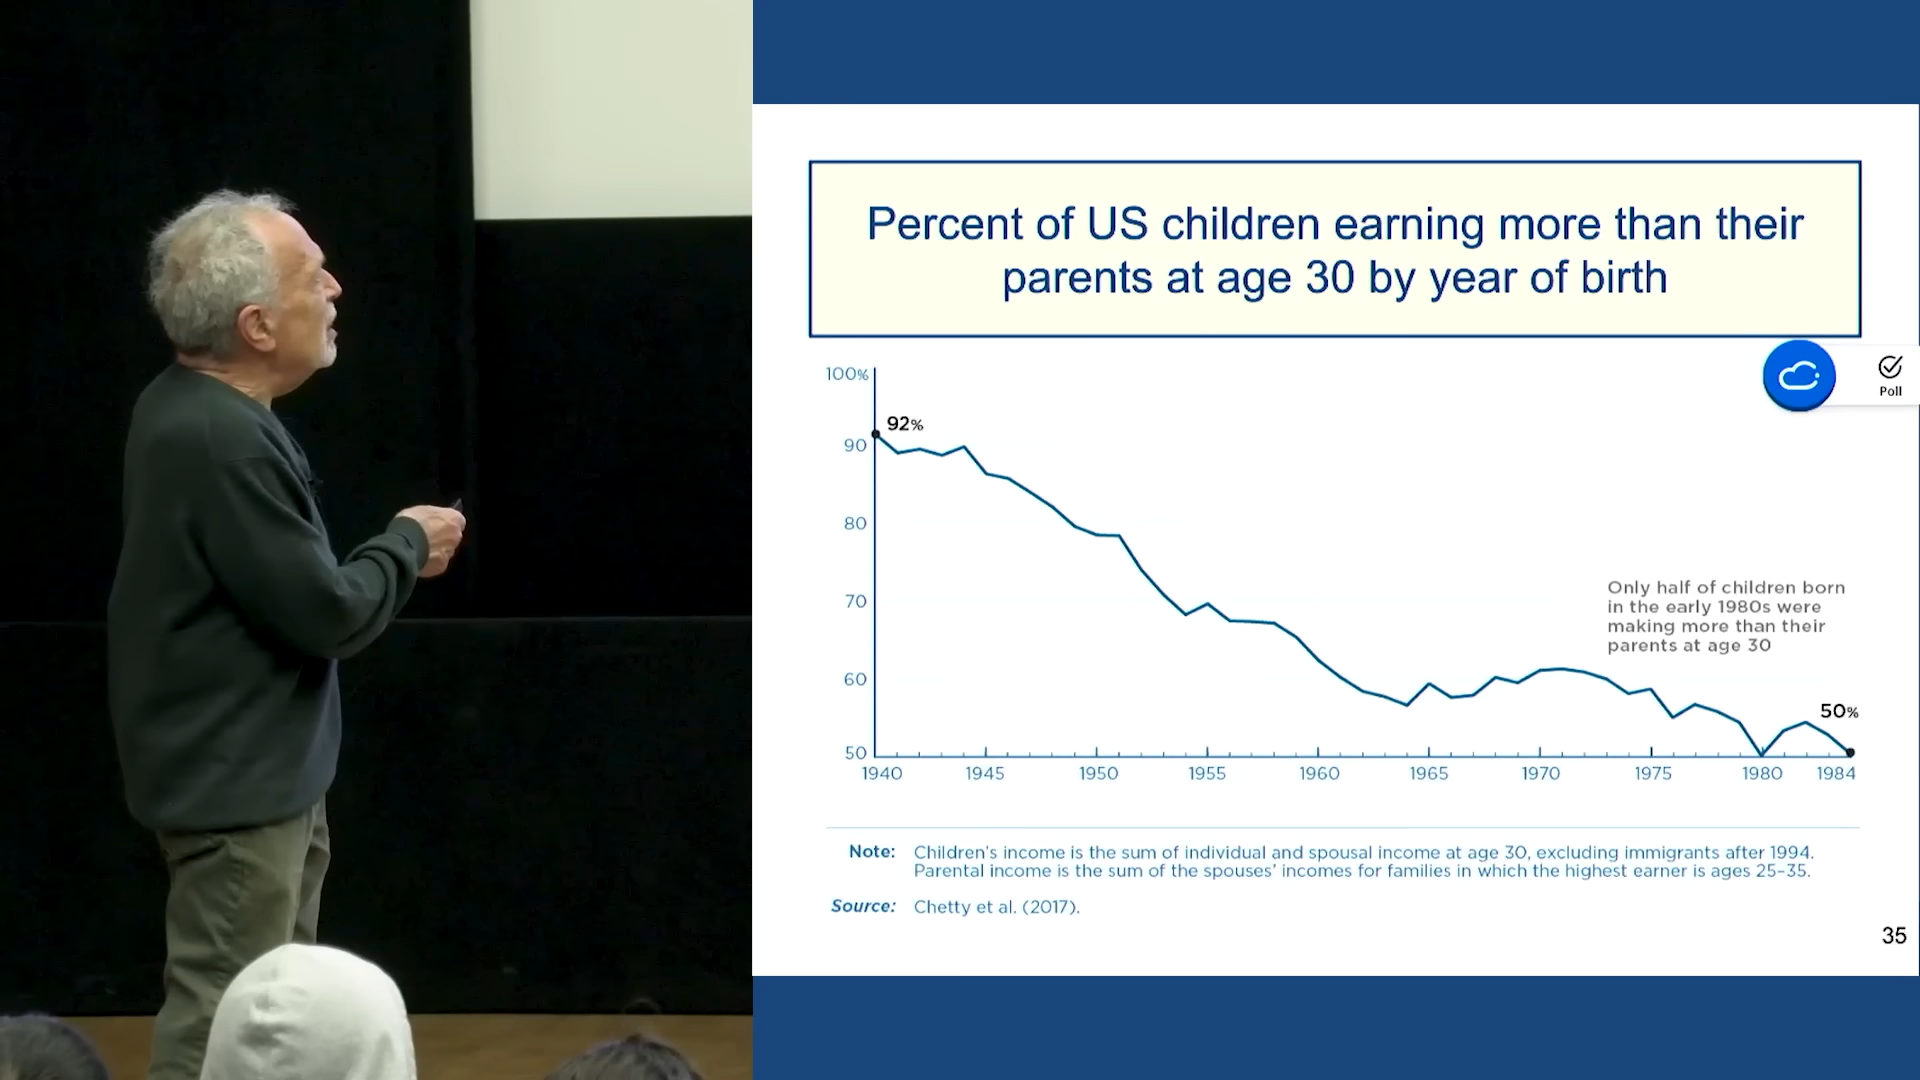 Percent of US children earning more than their
parents at age 30 by year of birth
Poll
100%
92%
90
80
70
60
50
Only half of children born
in the early 1980s were
making more than their
parents at age 30
50%
1940 1945 1950 1955 1960 1965 1970 1975 1980 1984
Note: Children's income is the sum of individual and spousal income at age 30, excluding immigrants after 1994.
Parental income is the sum of the spouses' incomes for families in which the highest earner is ages 25–35.
Source: Chetty et al. (2017).
35